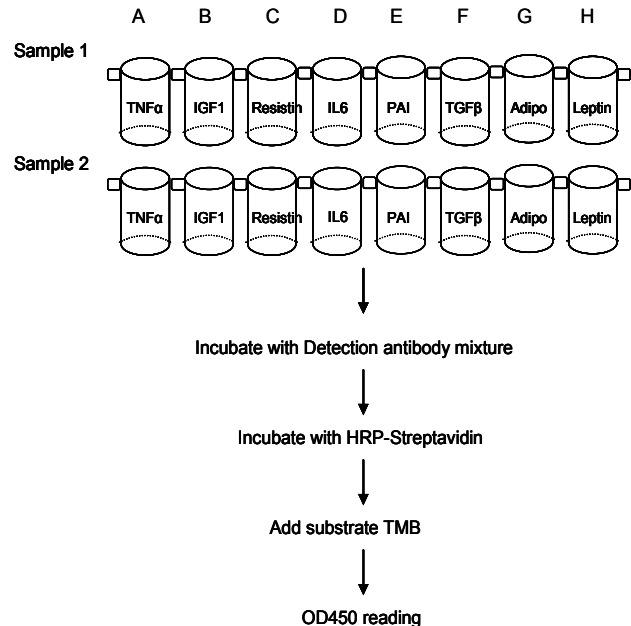 A B C D E F G H
Sample 1
TNFα IGF1 Resistin IL6 PAI TGFβ Adipo Leptin
Sample 2
TNFα IGF1 Resistin IL6 PAI TGFβ Adipo Leptin
Incubate with Detection antibody mixture
Incubate with HRP-Streptavidin
Add substrate TMB
OD450 reading